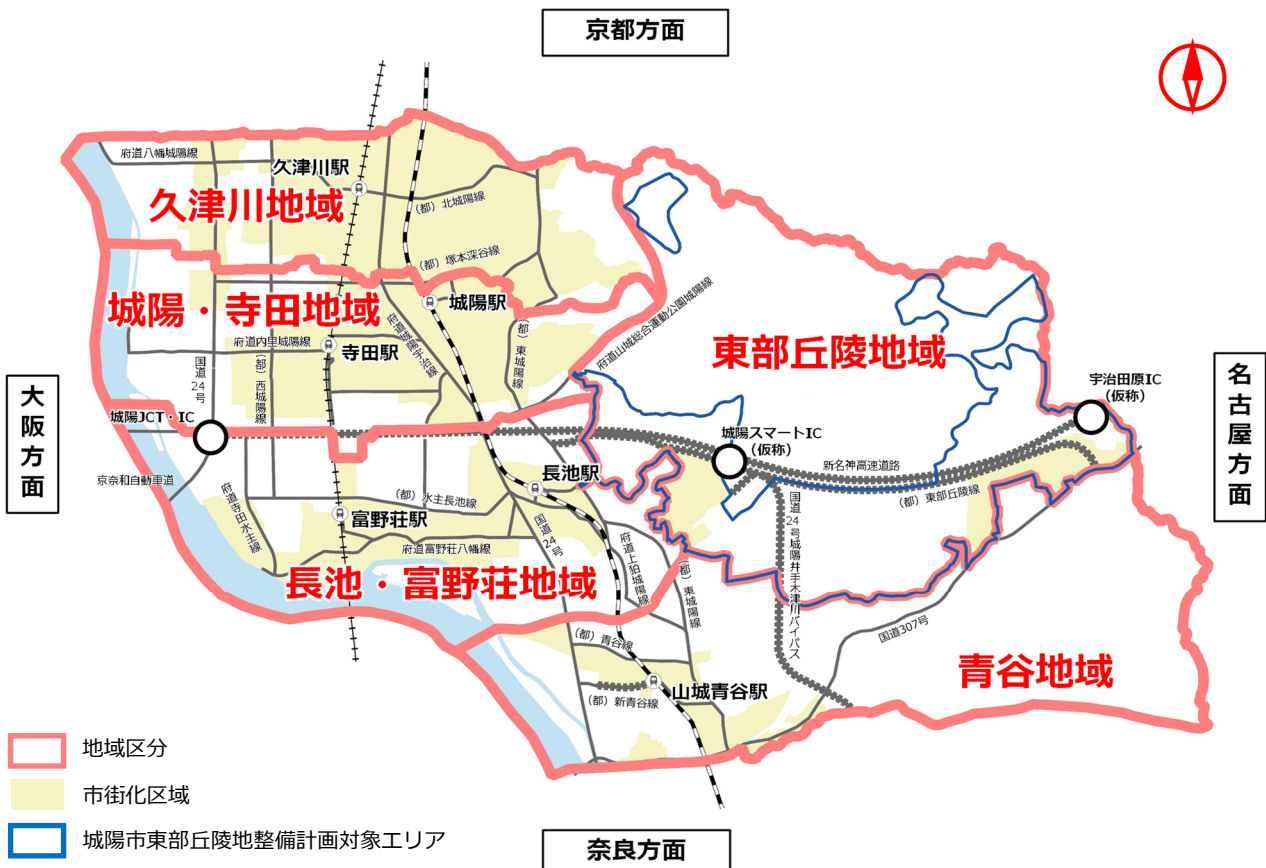 京都方面
府道八幡城陽線
久津川駅
久津川地域
(都)北城陽線
(都)塚本深谷線
城陽・寺田地域
城陽駅
府道山城総合運動公園城陽線
府道内里城陽線
寺田駅
府道城陽宇治線
(都)東城陽線
国道24号
(都)西城陽線
東部丘陵地域
大阪方面
名古屋方面
宇治田原IC
(仮称)
城陽JCT・IC
城陽スマートIC
(仮称)
新名神高速道路
京奈和自動車道
長池駅
(都)東部丘陵線
府道寺田水主線
(都)水主長池線
富野荘駅
国道24号
国道24号城陽井手木津川バイパス
府道富野荘八幡線
府道上狛城陽線
(都)東城陽線
長池・富野荘地域
国道307号
(都)青谷線
青谷地域
山城青谷駅
(都)新青谷線
地域区分
市街化区域
城陽市東部丘陵地整備計画対象エリア
奈良方面